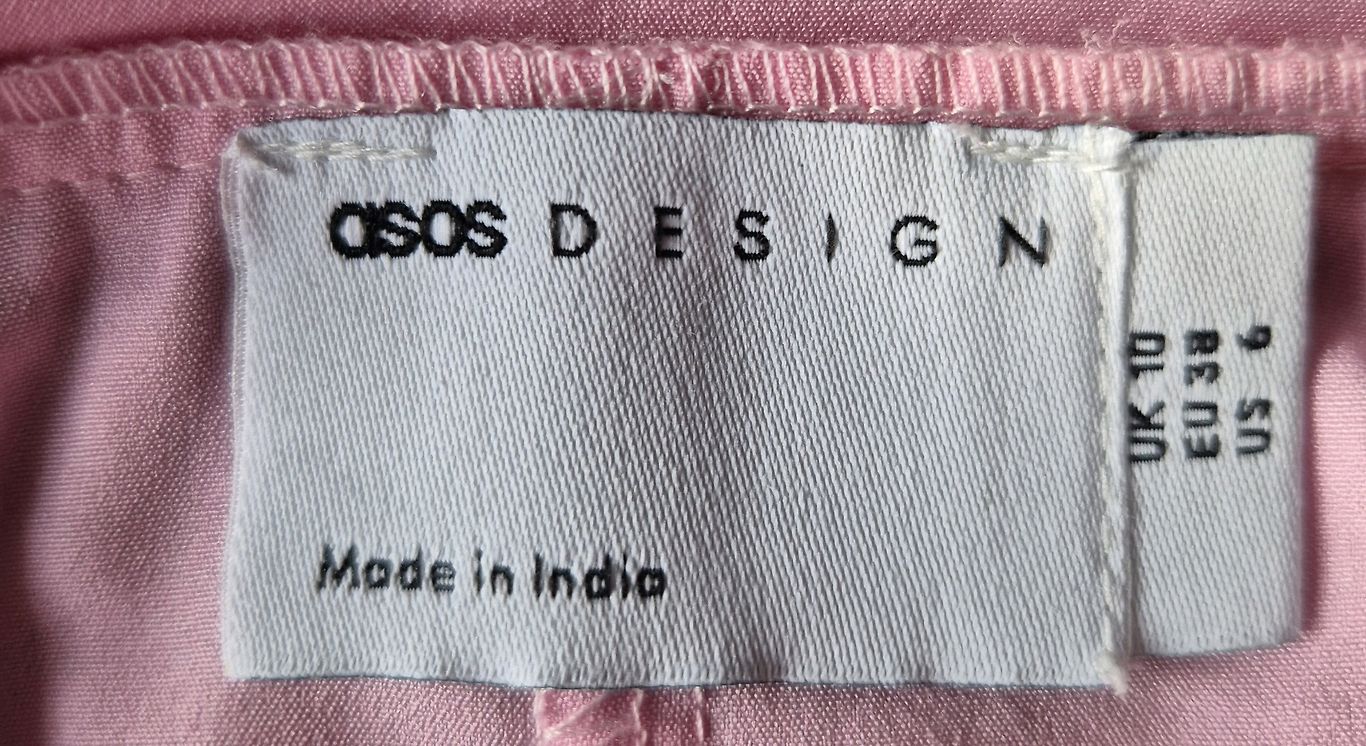 asos DESIGN
Made in India
UK 10
EU 38
US 6